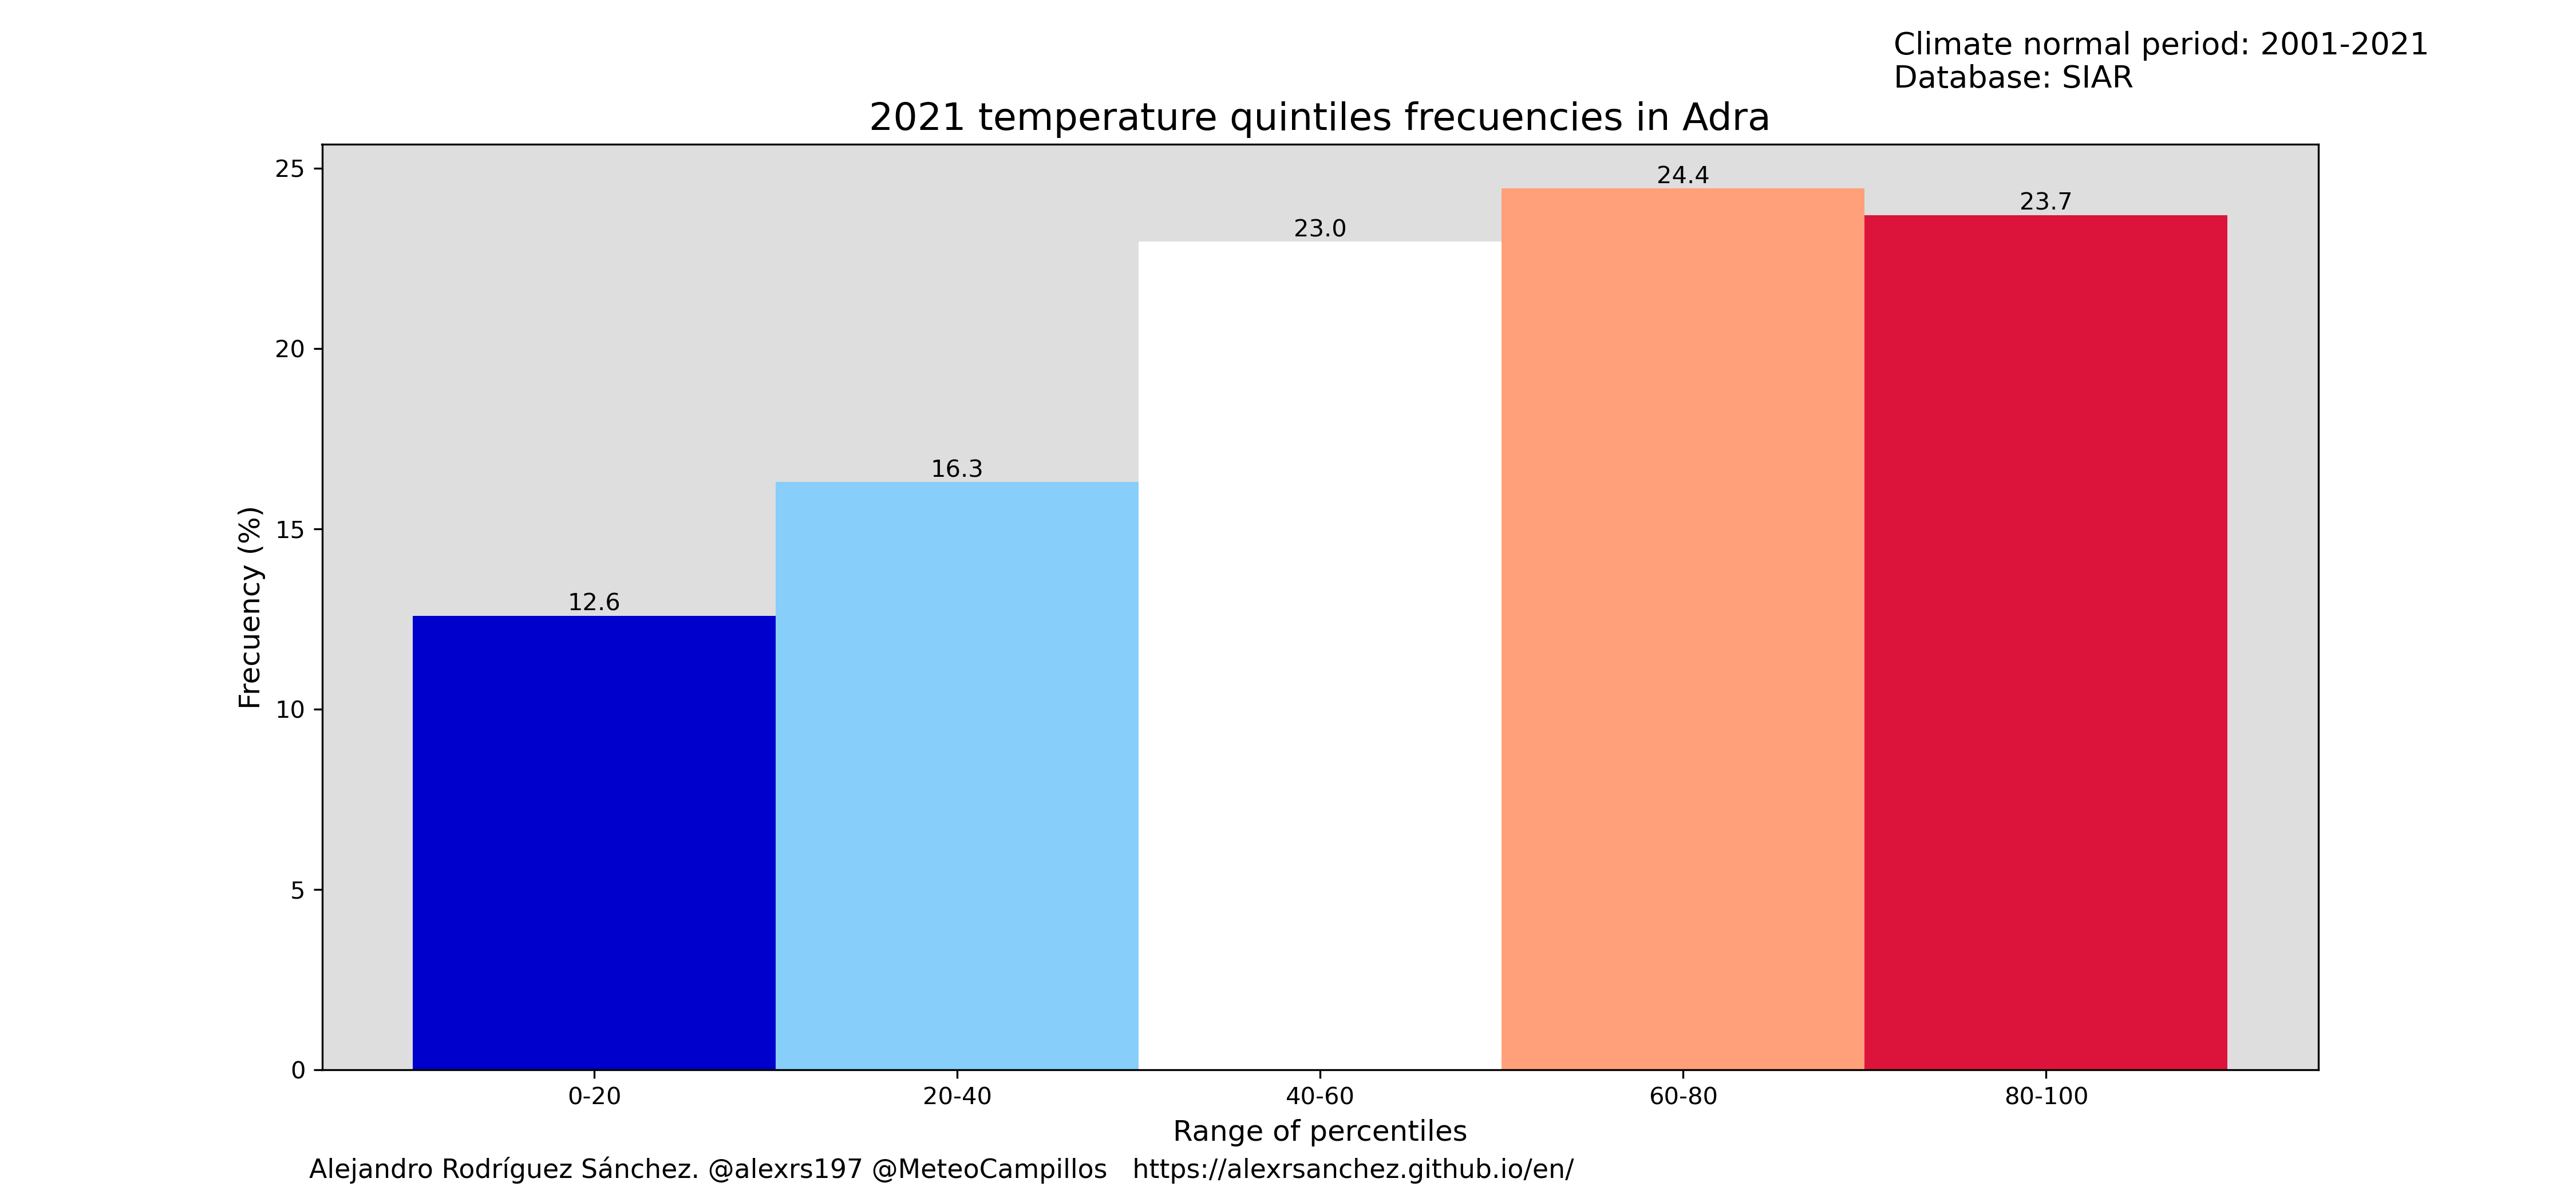 Climate normal period: 2001-2021
Database: SIAR
2021 temperature quintiles frecuencies in Adra
25
20
15
10
5
0
Frecuency (%)
12.6
16.3
23.0
24.4
23.7
0-20
20-40
40-60
60-80
80-100
Range of percentiles
Alejandro Rodríguez Sánchez. @alexrs197 @MeteoCampillos   https://alexrsanchez.github.io/en/